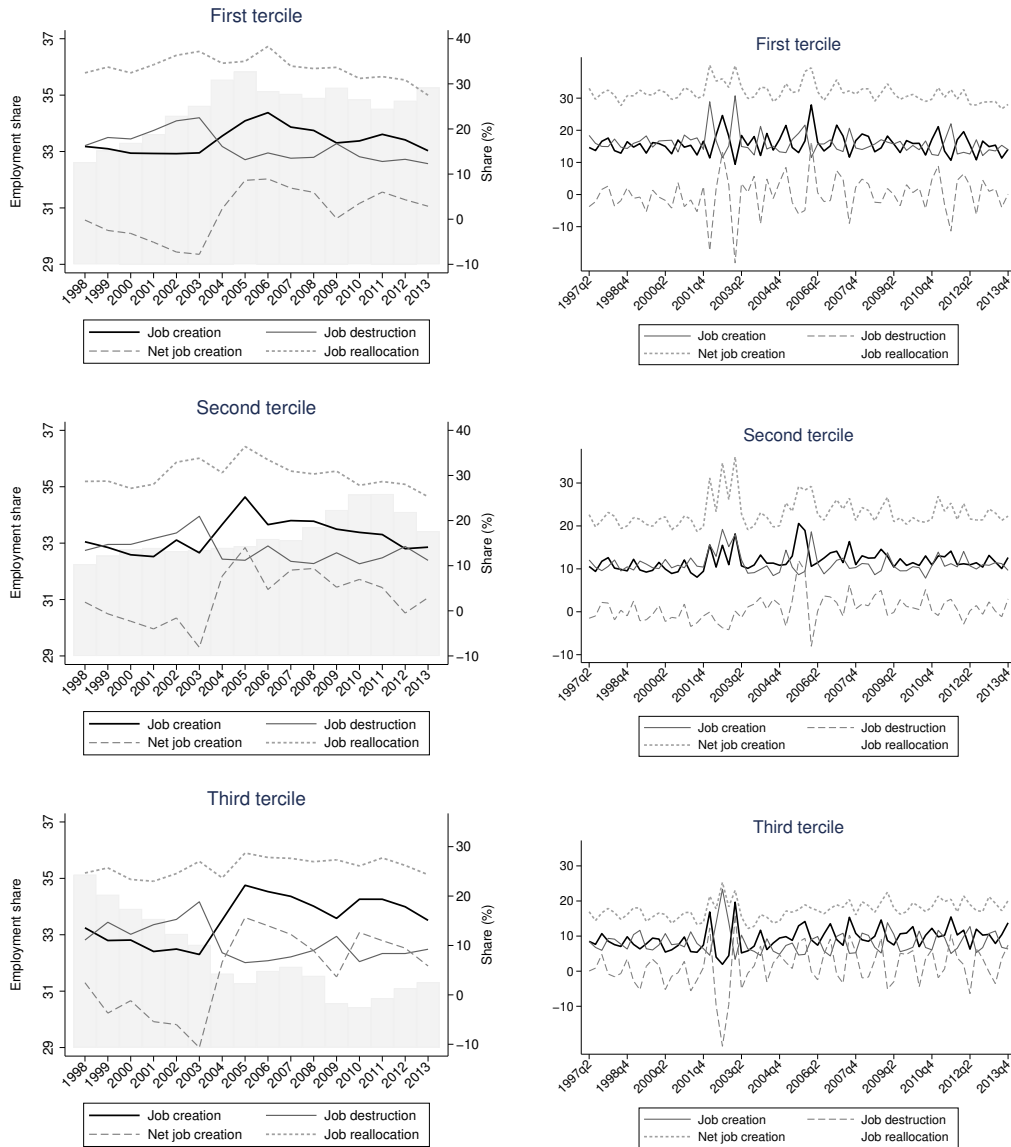 First tercile
37
35
33
31
29
Employment share
40
30
20
10
0
−10
Share (%)
1998 1999 2000 2001 2002 2003 2004 2005 2006 2007 2008 2009 2010 2011 2012 2013
Job creation Job destruction
Net job creation Job reallocation
First tercile
30
20
10
0
−10
1997q2 1998q4 2000q2 2001q4 2003q2 2004q4 2006q2 2007q4 2009q2 2010q4 2012q2 2013q4
Job creation Job destruction
Net job creation Job reallocation
Second tercile
37
35
33
31
29
Employment share
40
30
20
10
0
−10
Share (%)
1998 1999 2000 2001 2002 2003 2004 2005 2006 2007 2008 2009 2010 2011 2012 2013
Job creation Job destruction
Net job creation Job reallocation
Second tercile
30
20
10
0
−10
1997q2 1998q4 2000q2 2001q4 2003q2 2004q4 2006q2 2007q4 2009q2 2010q4 2012q2 2013q4
Job creation Job destruction
Net job creation Job reallocation
Third tercile
37
35
33
31
29
Employment share
30
20
10
0
−10
Share (%)
1998 1999 2000 2001 2002 2003 2004 2005 2006 2007 2008 2009 2010 2011 2012 2013
Job creation Job destruction
Net job creation Job reallocation
Third tercile
30
20
10
0
−10
1997q2 1998q4 2000q2 2001q4 2003q2 2004q4 2006q2 2007q4 2009q2 2010q4 2012q2 2013q4
Job creation Job destruction
Net job creation Job reallocation